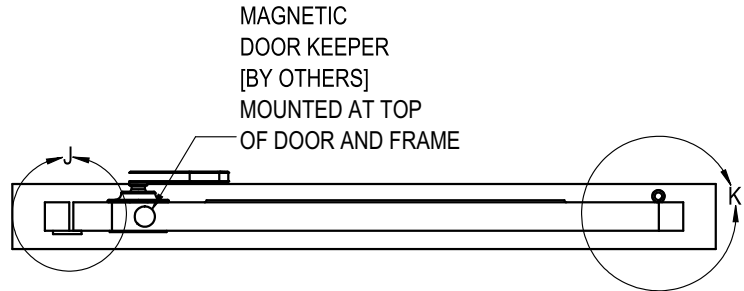 MAGNETIC
DOOR KEEPER
[BY OTHERS]
MOUNTED AT TOP
OF DOOR AND FRAME
J
K